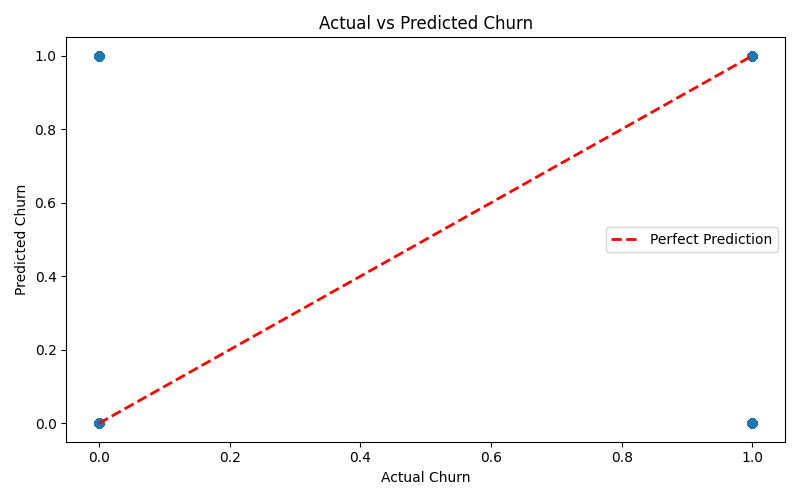 Actual vs Predicted Churn
1.0
0.8
0.6
0.4
0.2
0.0
Predicted Churn
Perfect Prediction
0.0 0.2 0.4 0.6 0.8 1.0
Actual Churn